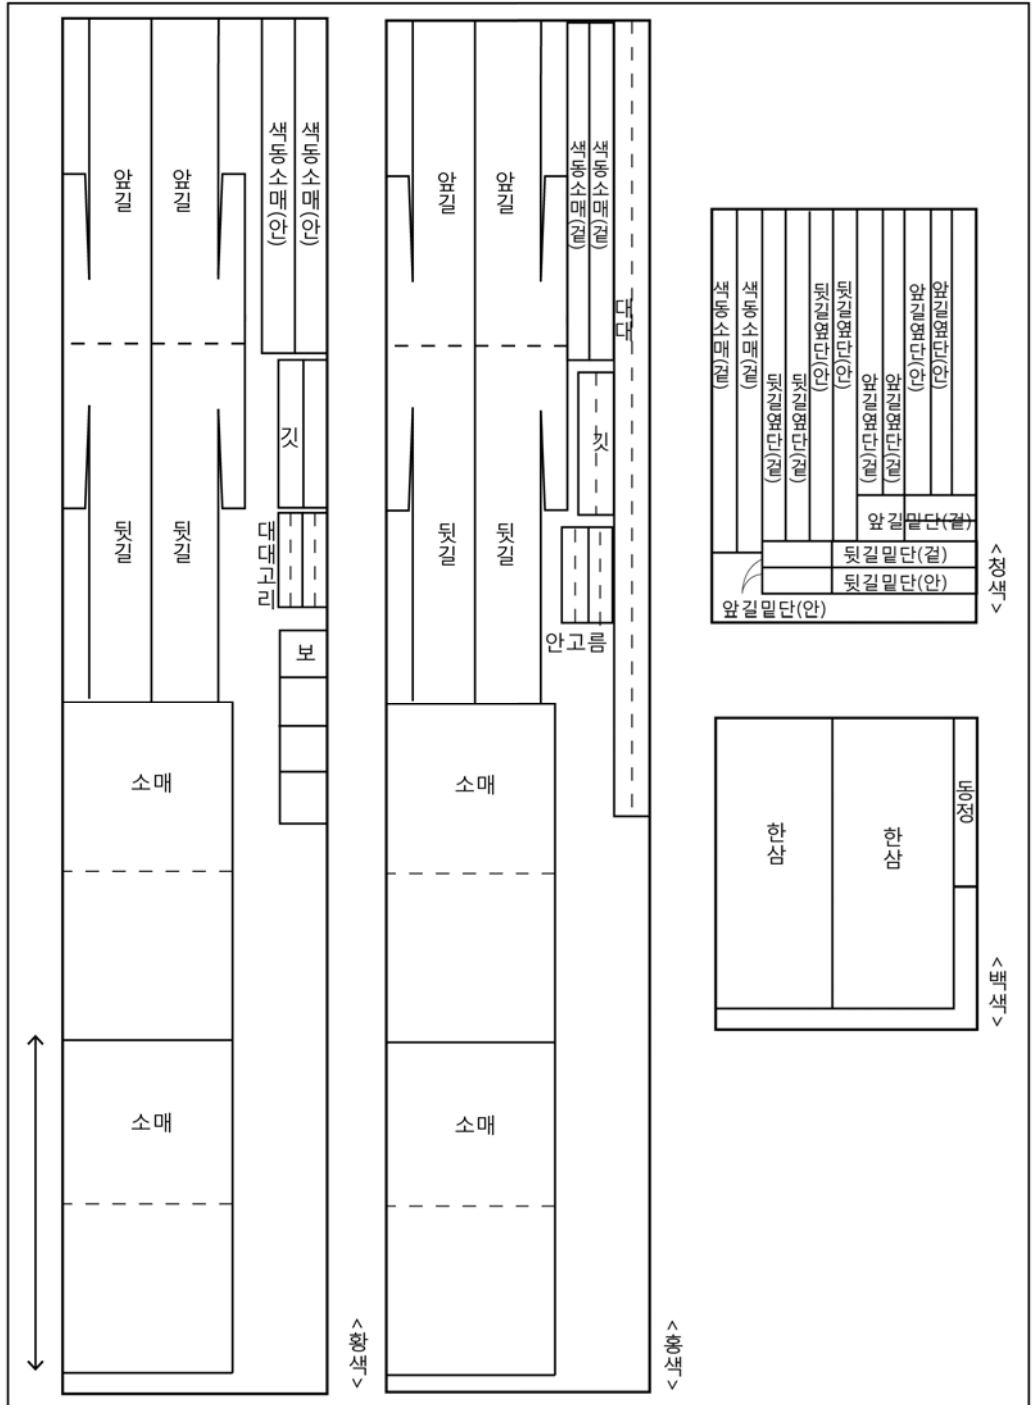 앞길
앞길
색동소매(안)
색동소매(안)
깃
뒷길
뒷길
대대고리
보
소매
소매
<황색>
앞길
앞길
색동소매(겉)
색동소매(겉)
대대
깃
뒷길
뒷길
안고름
소매
소매
<홍색>
색동소매(겉)
색동소매(겉)
뒷길옆단(겉)
뒷길옆단(겉)
뒷길옆단(안)
뒷길옆단(안)
앞길옆단(겉)
앞길옆단(겉)
앞길옆단(안)
앞길옆단(안)
앞길밑단(겉)
뒷길밑단(겉)
뒷길밑단(안)
앞길밑단(안)
<청색>
한삼
한삼
동정
<백색>